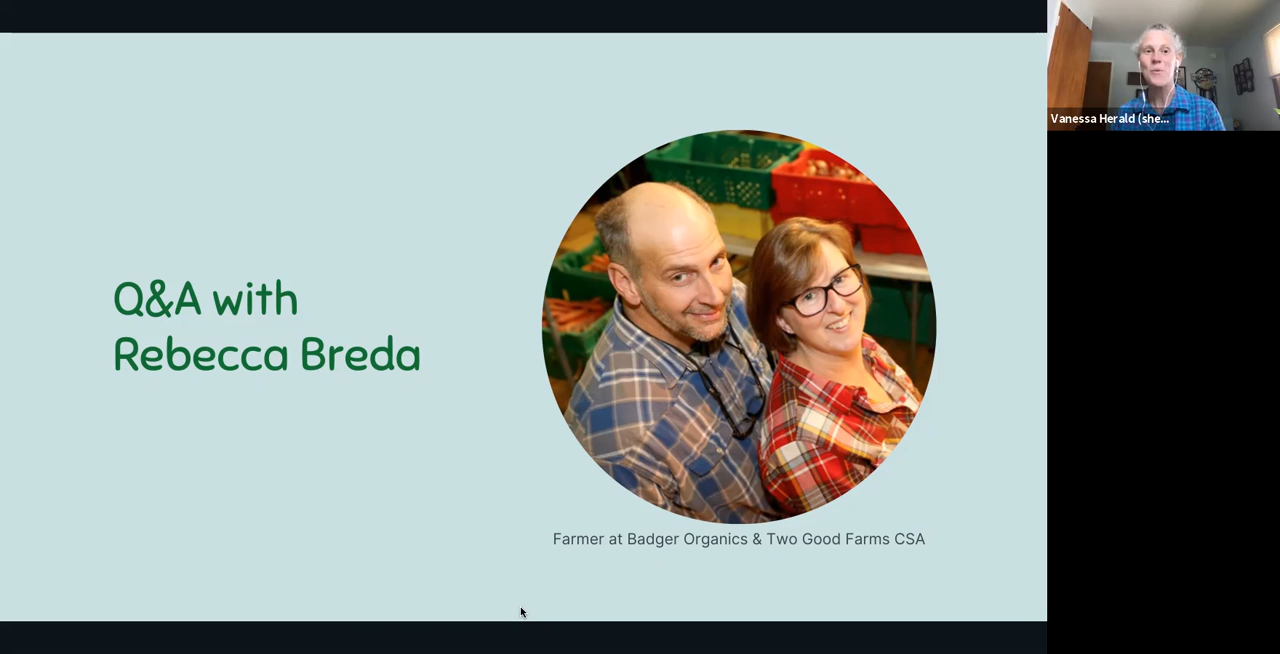 Q&A with
Rebecca Breda
Farmer at Badger Organics & Two Good Farms CSA
Vanessa Herald (she...